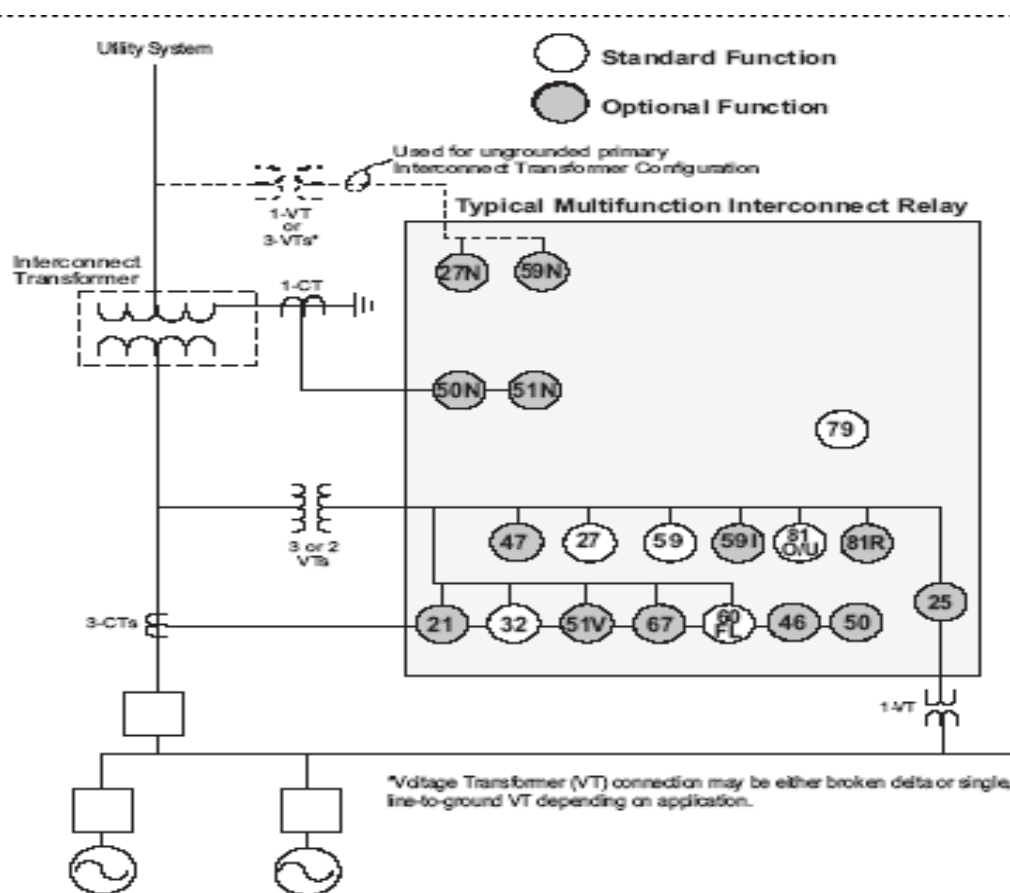 Utility System
Standard Function
Optional Function
Used for ungrounded primary
Interconnect Transformer Configuration
1-VT
or
3-VTs*
Typical Multifunction Interconnect Relay
Interconnect
Transformer
1-CT
27N
59N
50N
51N
79
3 or 2
VTs
47
27
59
59I
81
O/U
81R
25
3-CTs
21
32
51V
67
60
FL
46
50
1-VT
*Voltage Transformer (VT) connection may be either broken delta or single,
line-to-ground VT depending on application.